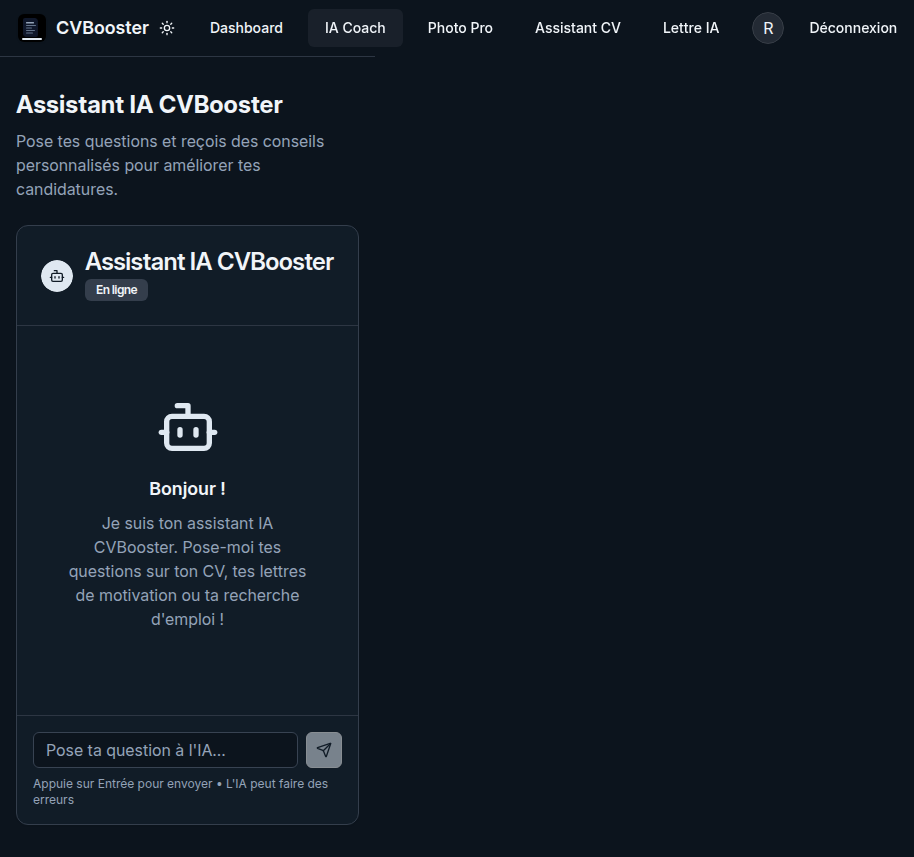 CVBooster
Dashboard
IA Coach
Photo Pro
Assistant CV
Lettre IA
R
Déconnexion
Assistant IA CVBooster
Pose tes questions et reçois des conseils
personnalisés pour améliorer tes
candidatures.
Assistant IA CVBooster
En ligne
Bonjour !
Je suis ton assistant IA
CVBooster. Pose-moi tes
questions sur ton CV, tes lettres
de motivation ou ta recherche
d'emploi !
Pose ta question à l'IA...
Appuie sur Entrée pour envoyer • L'IA peut faire des
erreurs